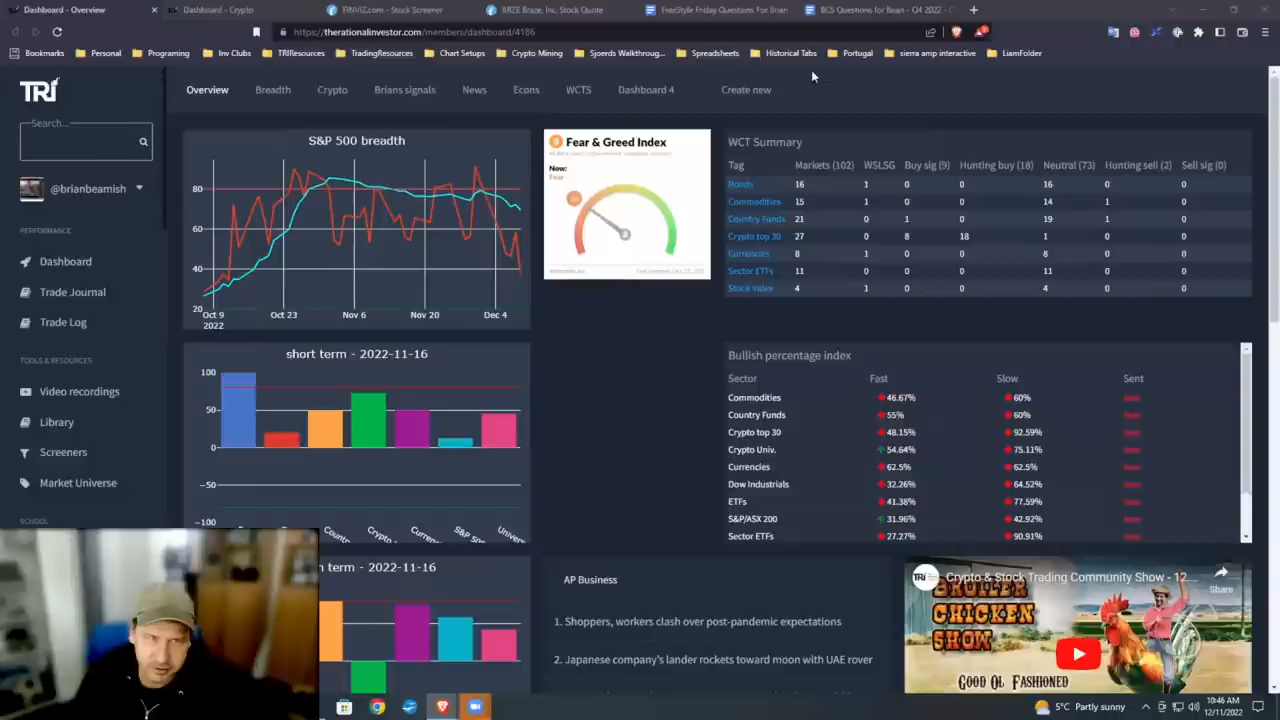 Dashboard - Overview
Dashboard - Crypto
FINVIZ.com - Stock Screener
BRZE Braze, Inc. Stock Quote
FreeStyle Friday Questions For Brian
BCS Questions for Bean - Q4 2022 -
https://therationalinvestor.com/members/dashboard/4186
Bookmarks
Personal
Programing
Inv Clubs
TRIResources
TradingResources
Chart Setups
Crypto Mining
Sjoerds Walkthroug...
Spreadsheets
Historical Tabs
Portugal
sierra amp interactive
LiamFolder
TRi
Overview Breadth Crypto Brians signals News Econs WCTS Dashboard 4 Create new
Search...
@brianbeamish
PERFORMANCE
Dashboard
Trade Journal
Trade Log
TOOLS & RESOURCES
Video recordings
Library
Screeners
Market Universe
SCHOOL
S&P 500 breadth
80
60
40
20
Oct 9 Oct 23 Nov 6 Nov 20 Dec 4
2022
Fear & Greed Index
Now:
Fear
WCT Summary
Tag Markets (102) WSLSG Buy sig (9) Hunting buy (18) Neutral (73) Hunting sell (2) Sell sig (0)
Bonds 16 1 0 0 16 0 0
Commodities 15 1 0 0 14 1 0
Country Funds 21 0 1 0 19 1 0
Crypto top 30 27 0 8 18 1 0 0
Currencies 8 1 0 0 8 0 0
Sector ETFs 11 0 0 0 11 0 0
Stock Index 4 1 0 0 4 0 0
short term - 2022-11-16
100
50
0
−50
−100
Countr
Crypto
Curren
S&P 500
Univers
Bullish percentage index
Sector Fast Slow Sent
Commodities 46.67% 60%
Country Funds 55% 60%
Crypto top 30 48.15% 92.59%
Crypto Univ. 54.64% 75.11%
Currencies 62.5% 62.5%
Dow Industrials 32.26% 64.52%
ETFs 41.38% 77.59%
S&P/ASX 200 31.96% 42.92%
Sector ETFs 27.27% 90.91%
term - 2022-11-16
AP Business
1. Shoppers, workers clash over post-pandemic expectations
2. Japanese company's lander rockets toward moon with UAE rover
TRi
Crypto & Stock Trading Community Show - 12....
Share
BROILER
CHICKEN
SHOW
GOOD OL FASHIONED
5°C Partly sunny
10:46 AM
12/11/2022